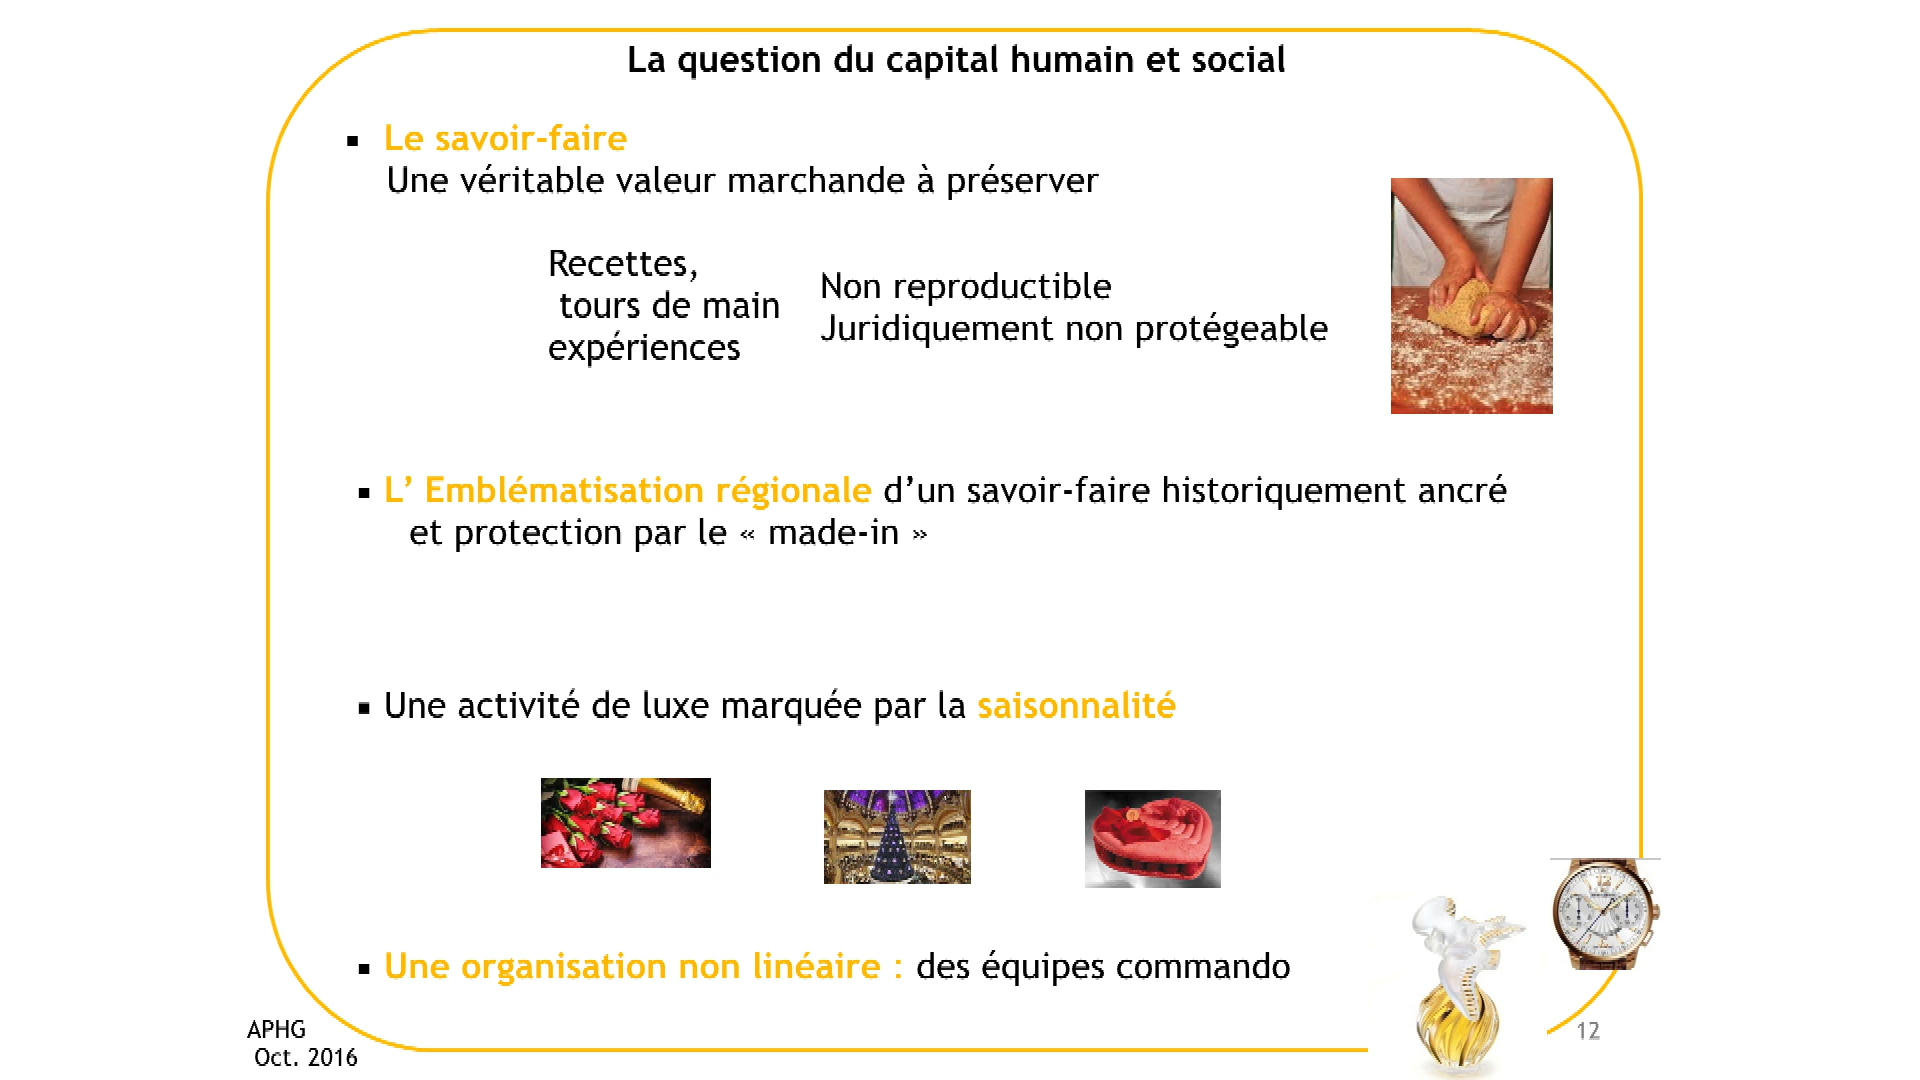 La question du capital humain et social
▪ Le savoir-faire
Une véritable valeur marchande à préserver
Recettes,
tours de main
expériences
Non reproductible
Juridiquement non protégeable
▪ L’ Emblématisation régionale d’un savoir-faire historiquement ancré
et protection par le « made-in »
▪ Une activité de luxe marquée par la saisonnalité
▪ Une organisation non linéaire : des équipes commando
APHG
Oct. 2016
12